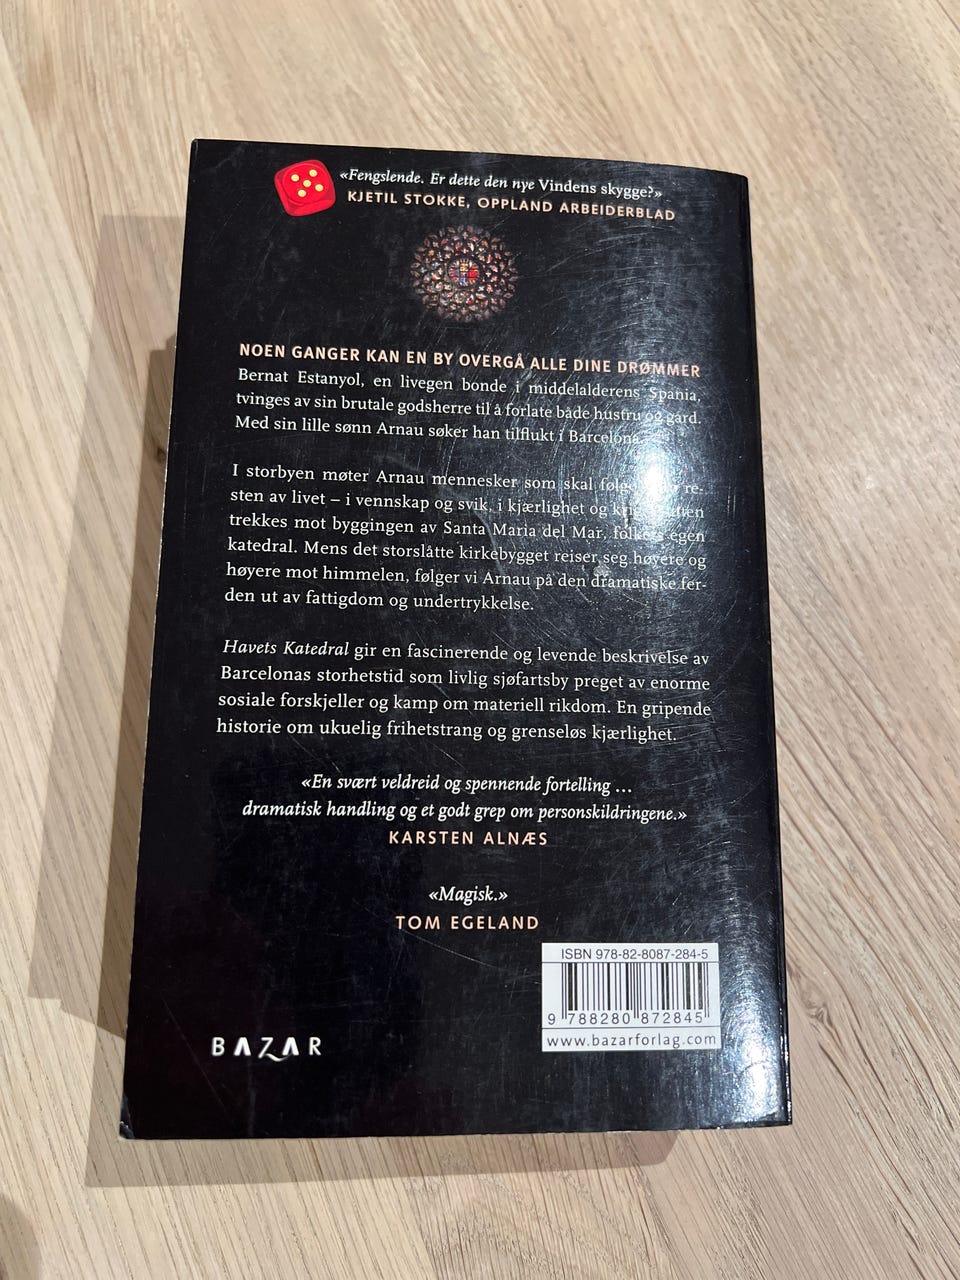 «Fengslende. Er dette den nye Vindens skygge?»
KJETIL STOKKE, OPPLAND ARBEIDERBLAD
NOEN GANGER KAN EN BY OVERGÅ ALLE DINE DRØMMER
Bernat Estanyol, en livegen bonde i middelalderens Spania,
tvinges av sin brutale godsherre til å forlate både hustru og gård.
Med sin lille sønn Arnau søker han tilflukt i Barcelona.
I storbyen møter Arnau mennesker som skal følge re-
sten av livet – i vennskap og svik, i kjærlighet og
trekkes mot byggingen av Santa Maria del Mar, folkets egen
katedral. Mens det storslåtte kirkebygget reiser seg høyere og
høyere mot himmelen, følger vi Arnau på den dramatiske fer-
den ut av fattigdom og undertrykkelse.
Havets Katedral gir en fascinerende og levende beskrivelse av
Barcelonas storhetstid som livlig sjøfartsby preget av enorme
sosiale forskjeller og kamp om materiell rikdom. En gripende
historie om ukuelig frihetstrang og grenseløs kjærlighet.
«En svært veldreid og spennende fortelling ...
dramatisk handling og et godt grep om personskildringene.»
KARSTEN ALNÆS
«Magisk.»
TOM EGELAND
ISBN 978-82-8087-284-5
9 788280 872845
www.bazarforlag.com
BAZAR